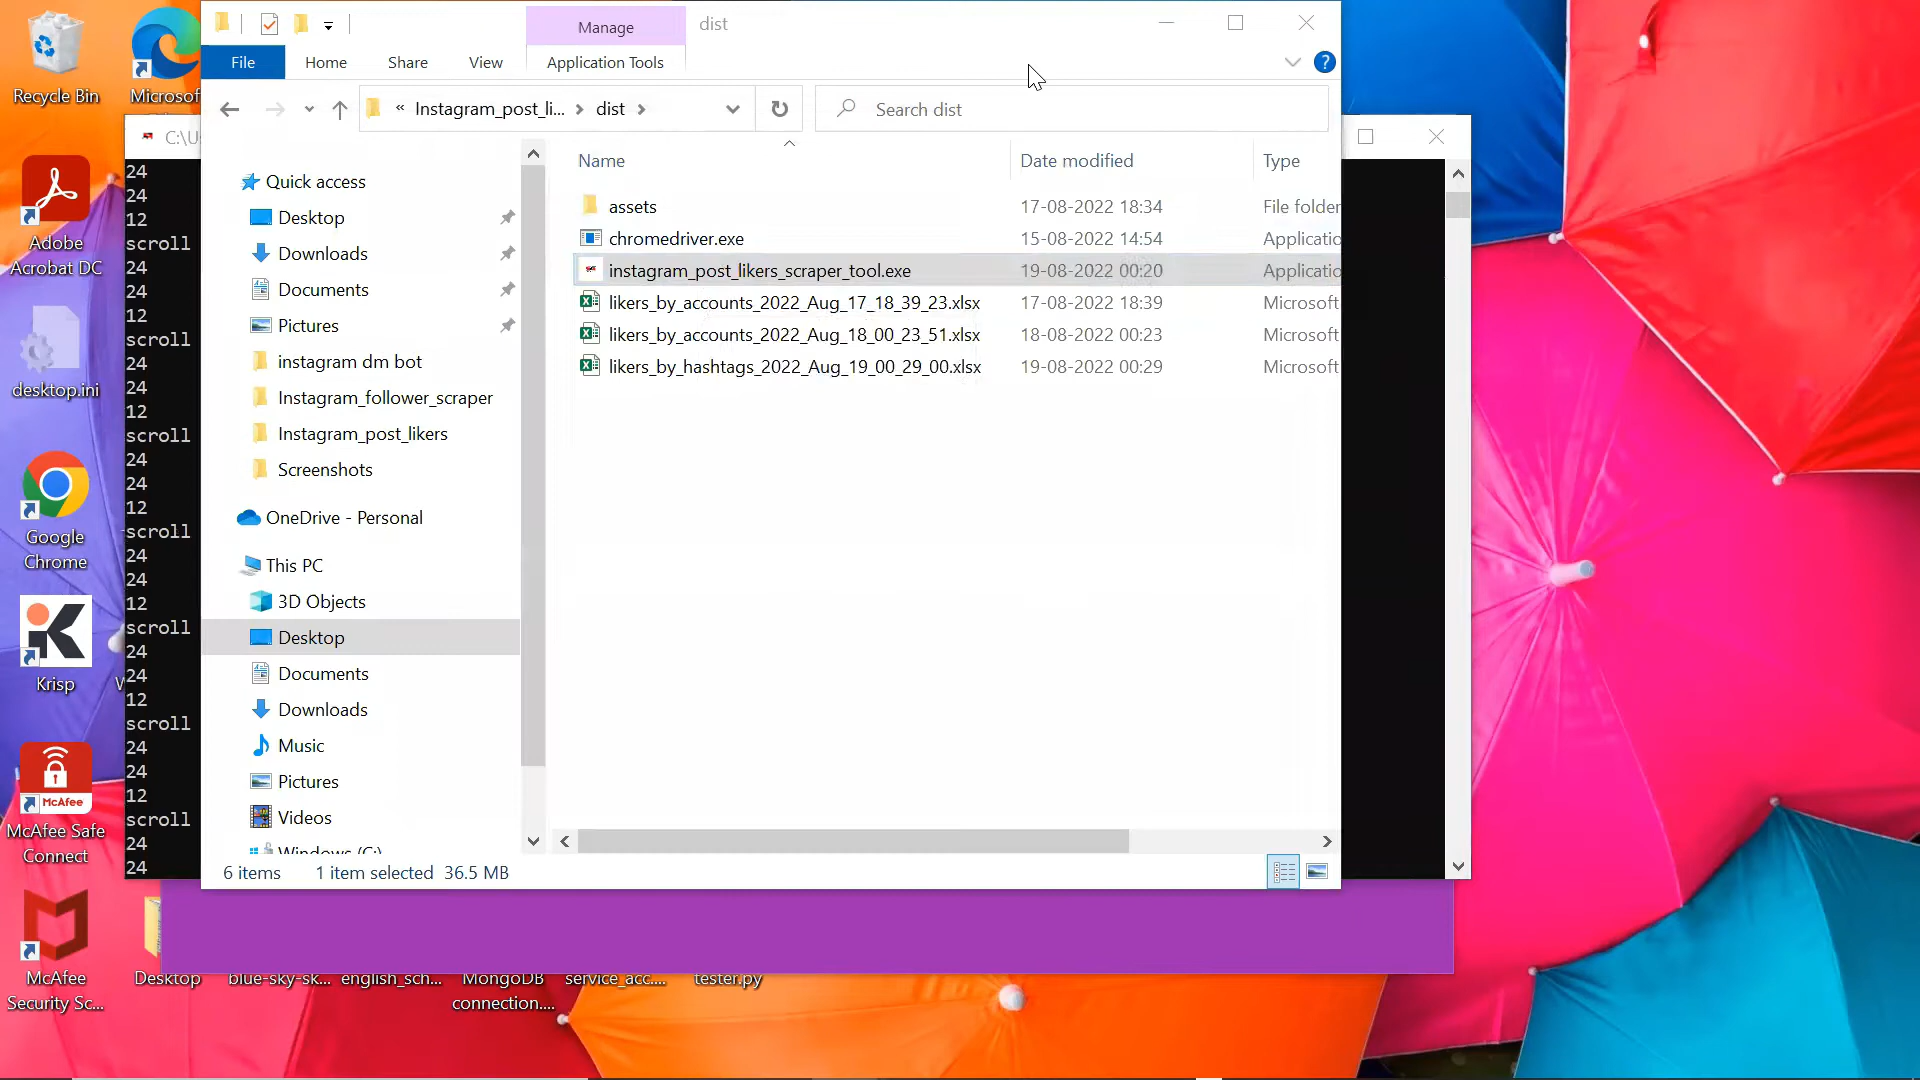 Manage
dist
File
Home
Share
View
Application Tools
« Instagram_post_li... > dist >
Search dist
Name
Date modified
Type
Quick access
Desktop
Downloads
Documents
Pictures
instagram dm bot
Instagram_follower_scraper
Instagram_post_likers
Screenshots
OneDrive - Personal
This PC
3D Objects
Desktop
Documents
Downloads
Music
Pictures
Videos
Windows (C:)
assets 17-08-2022 18:34 File folder
chromedriver.exe 15-08-2022 14:54 Applicatio
instagram_post_likers_scraper_tool.exe 19-08-2022 00:20 Applicatio
likers_by_accounts_2022_Aug_17_18_39_23.xlsx 17-08-2022 18:39 Microsoft
likers_by_accounts_2022_Aug_18_00_23_51.xlsx 18-08-2022 00:23 Microsoft
likers_by_hashtags_2022_Aug_19_00_29_00.xlsx 19-08-2022 00:29 Microsoft
6 items
1 item selected 36.5 MB
C:\U
24
24
12
scroll
24
24
12
scroll
24
24
12
scroll
24
24
12
scroll
24
24
12
scroll
24
24
12
scroll
24
24
12
scroll
24
24
Recycle Bin
Microsof
Adobe
Acrobat DC
desktop.ini
Google
Chrome
Krisp
McAfee
McAfee Safe
Connect
McAfee
Security Sc...
Desktop
blue-sky-sk...
english_sch...
MongoDB
connection....
service_acc....
tester.py